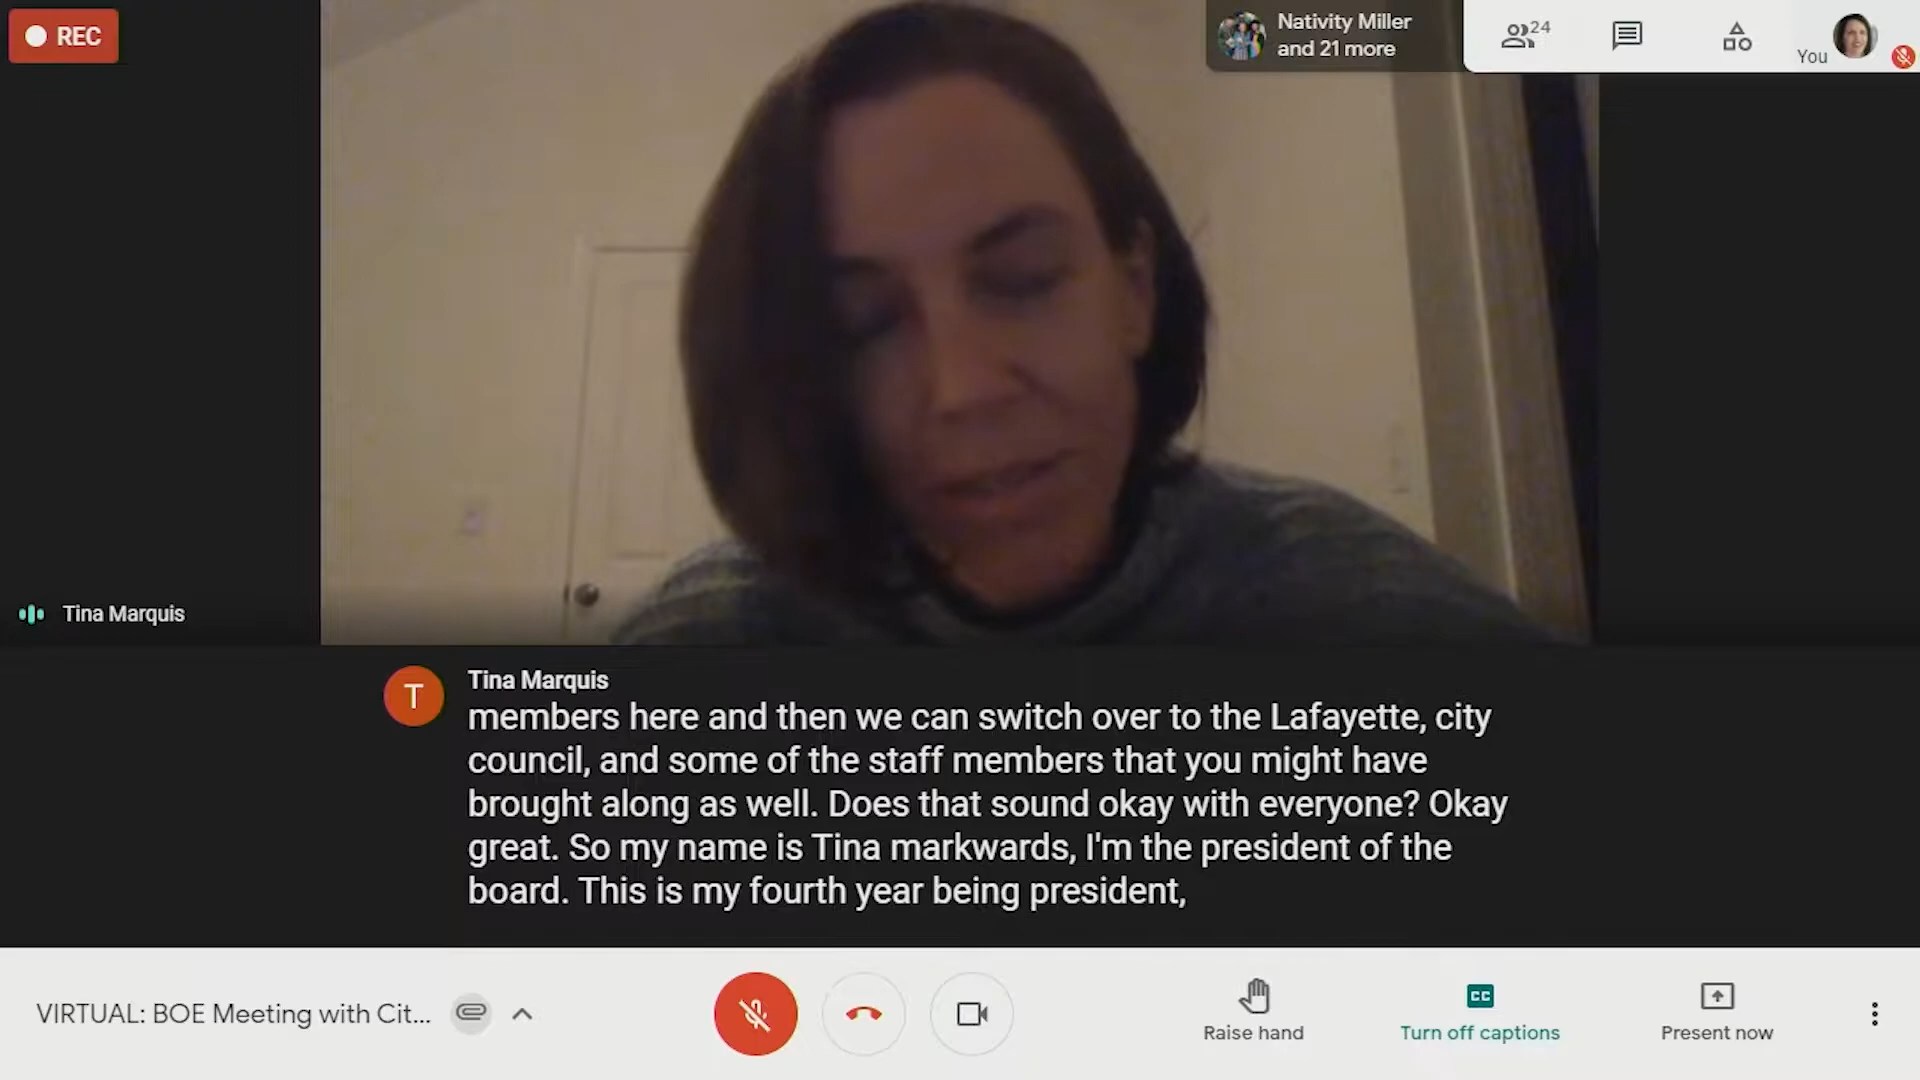 REC
Nativity Miller
and 21 more
24
You
Tina Marquis
T
Tina Marquis
members here and then we can switch over to the Lafayette, city
council, and some of the staff members that you might have
brought along as well. Does that sound okay with everyone? Okay
great. So my name is Tina markwards, I'm the president of the
board. This is my fourth year being president,
VIRTUAL: BOE Meeting with Cit...
Raise hand
CC
Turn off captions
Present now